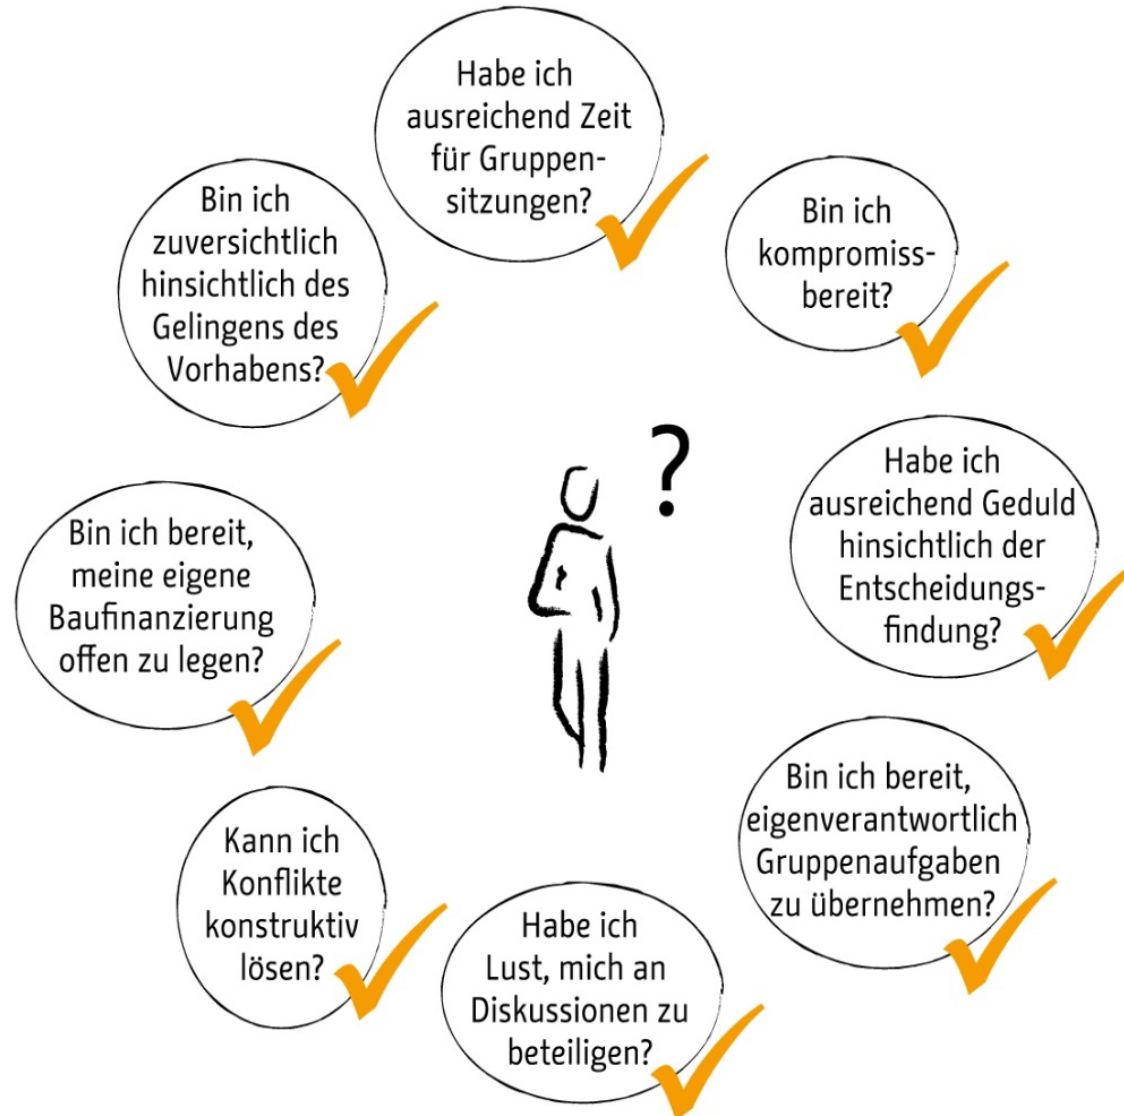 Habe ich
ausreichend Zeit
für Gruppen-
sitzungen?
Bin ich
kompromiss-
bereit?
Habe ich
ausreichend Geduld
hinsichtlich der
Entscheidungs-
findung?
Bin ich bereit,
eigenverantwortlich
Gruppenaufgaben
zu übernehmen?
Habe ich
Lust, mich an
Diskussionen zu
beteiligen?
Kann ich
Konflikte
konstruktiv
lösen?
Bin ich bereit,
meine eigene
Baufinanzierung
offen zu legen?
Bin ich
zuversichtlich
hinsichtlich des
Gelingens des
Vorhabens?
?